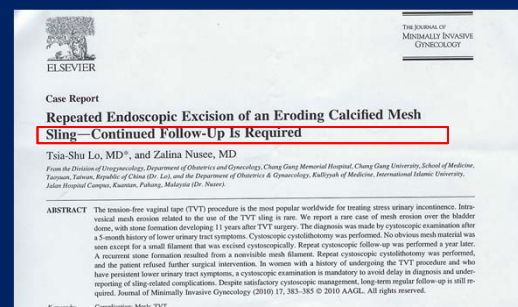 THE JOURNAL OF
MINIMALLY INVASIVE
GYNECOLOGY
ELSEVIER
Case Report
Repeated Endoscopic Excision of an Eroding Calcified Mesh
Sling—Continued Follow-Up Is Required
Tsia-Shu Lo, MD*, and Zalina Nusee, MD
From the Division of Urogynecology, Department of Obstetrics and Gynecology, Chang Gung Memorial Hospital, Chang Gung University, School of Medicine,
Taoyuan, Taiwan, Republic of China (Dr. Lo), and the Department of Obstetrics & Gynaecology, Kulliyyah of Medicine, International Islamic University,
Jalan Hospital Campus, Kuantan, Pahang, Malaysia (Dr. Nusee).
ABSTRACT The tension-free vaginal tape (TVT) procedure is the most popular worldwide for treating stress urinary incontinence. Intra-
vesical mesh erosion related to the use of the TVT sling is rare. We report a rare case of mesh erosion over the bladder
dome, with stone formation developing 11 years after TVT surgery. The diagnosis was made by cystoscopic examination after
a 5-month history of lower urinary tract symptoms. Cystoscopic cystolithotomy was performed. No obvious mesh material was
seen except for a small filament that was excised cystoscopically. Repeat cystoscopic follow-up was performed a year later.
A recurrent stone formation resulted from a nonvisible mesh filament. Repeat cystoscopic cystolithotomy was performed,
and the patient refused further surgical intervention. In women with a history of undergoing the TVT procedure and who
have persistent lower urinary tract symptoms, a cystoscopic examination is mandatory to avoid delay in diagnosis and under-
reporting of sling-related complications. Despite satisfactory cystoscopic management, long-term regular follow-up is still re-
quired. Journal of Minimally Invasive Gynecology (2010) 17, 383–385 © 2010 AAGL. All rights reserved.